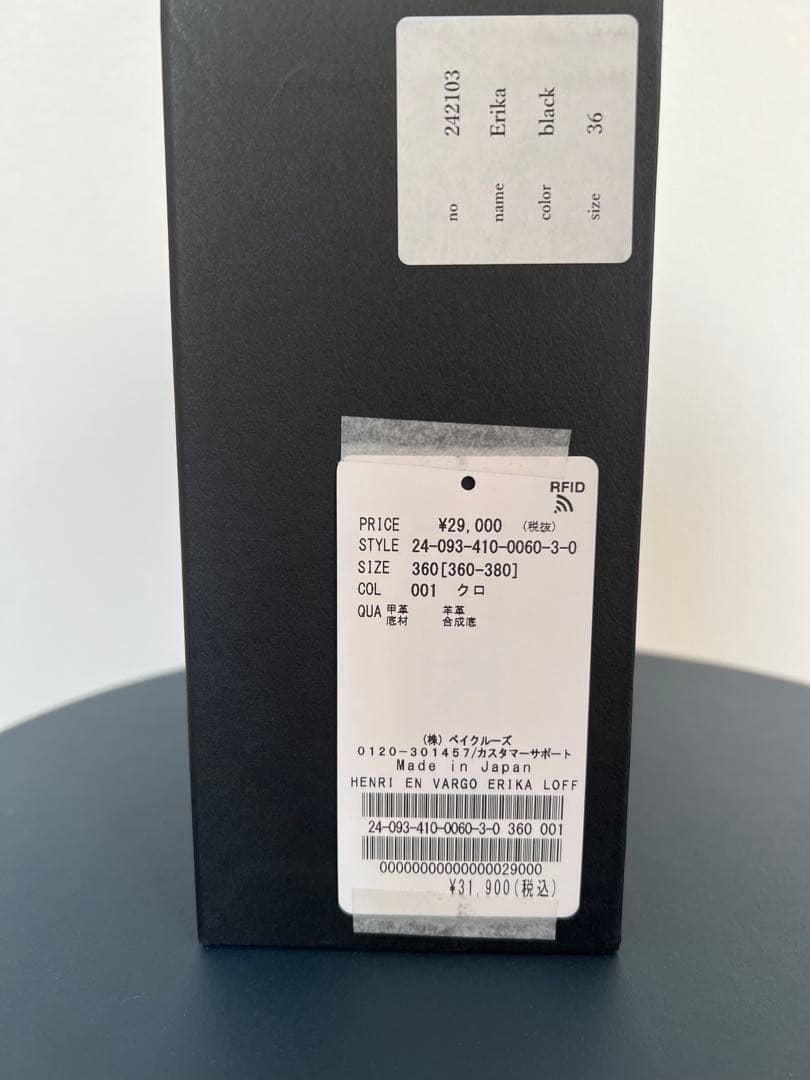 no 242103
name Erika
color black
size 36
RFID
PRICE ¥29,000 (税抜)
STYLE 24-093-410-0060-3-0
SIZE 360[360-380]
COL 001 クロ
QUA 甲革 羊革
底材 合成底
(株) ベイクルーズ
0120-301457/カスタマーサポート
Made in Japan
HENRI EN VARGO ERIKA LOFF
24-093-410-0060-3-0 360 001
00000000000000029000
¥31,900(税込)